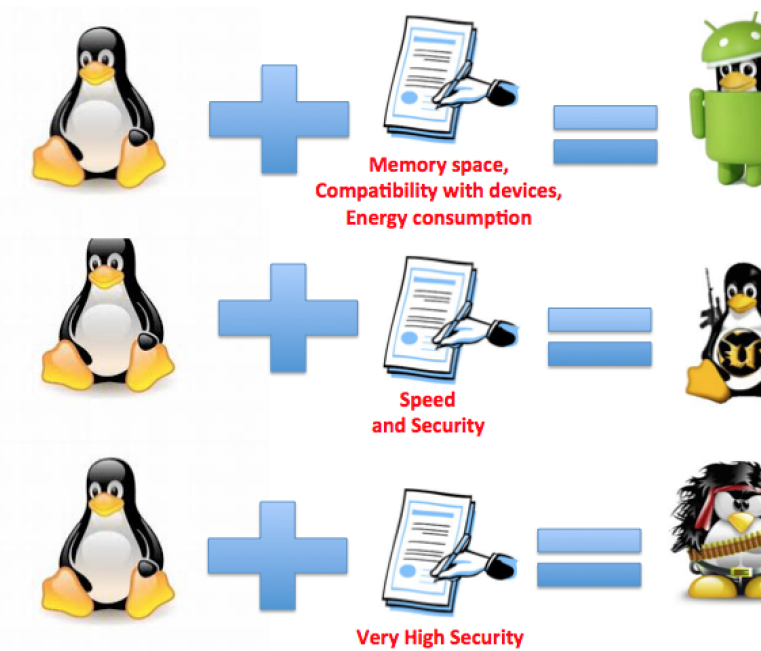 Memory space,
Compatibility with devices,
Energy consumption
Speed
and Security
Very High Security